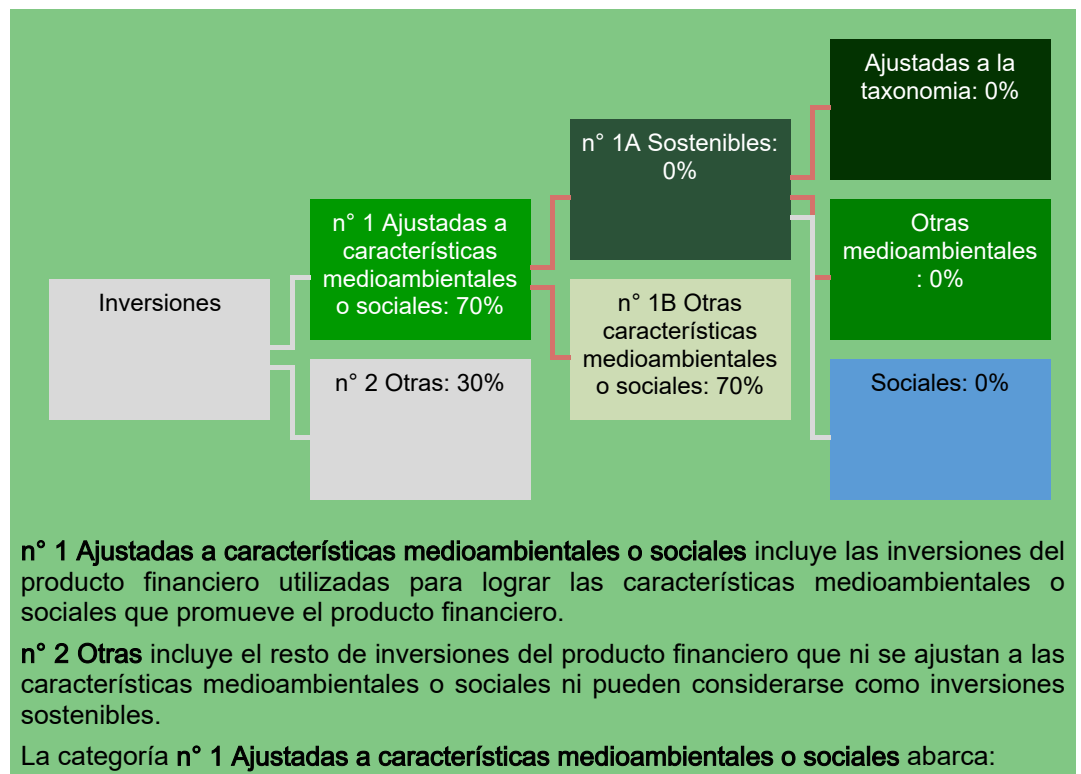 Ajustadas a la
taxonomia: 0%
n° 1A Sostenibles:
0%
n° 1 Ajustadas a
características
medioambientales
o sociales: 70%
Otras
medioambientales
: 0%
Inversiones
n° 1B Otras
características
medioambientales
o sociales: 70%
n° 2 Otras: 30%
Sociales: 0%
n° 1 Ajustadas a características medioambientales o sociales incluye las inversiones del
producto financiero utilizadas para lograr las características medioambientales o
sociales que promueve el producto financiero.
n° 2 Otras incluye el resto de inversiones del producto financiero que ni se ajustan a las
características medioambientales o sociales ni pueden considerarse como inversiones
sostenibles.
La categoría n° 1 Ajustadas a características medioambientales o sociales abarca: